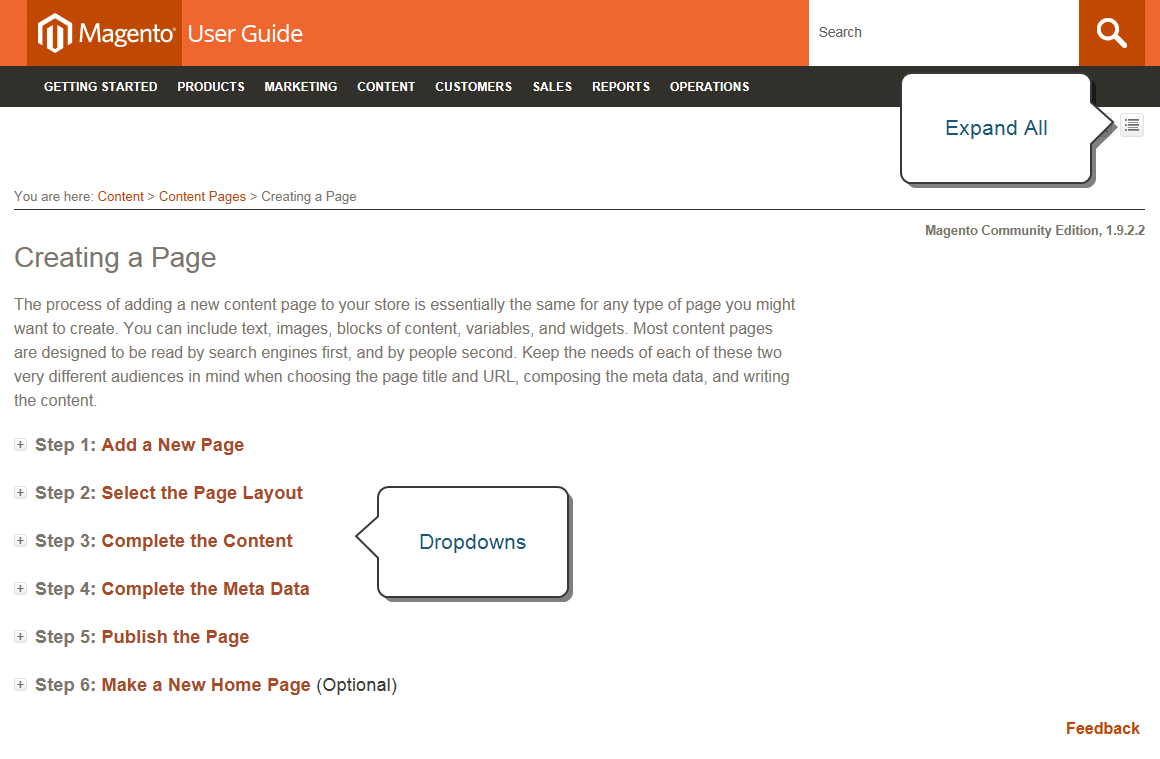 Magento User Guide
Search
GETTING STARTED PRODUCTS MARKETING CONTENT CUSTOMERS SALES REPORTS OPERATIONS
Expand All
You are here: Content > Content Pages > Creating a Page
Magento Community Edition, 1.9.2.2
Creating a Page
The process of adding a new content page to your store is essentially the same for any type of page you might
want to create. You can include text, images, blocks of content, variables, and widgets. Most content pages
are designed to be read by search engines first, and by people second. Keep the needs of each of these two
very different audiences in mind when choosing the page title and URL, composing the meta data, and writing
the content.
Step 1: Add a New Page
Step 2: Select the Page Layout
Step 3: Complete the Content
Dropdowns
Step 4: Complete the Meta Data
Step 5: Publish the Page
Step 6: Make a New Home Page (Optional)
Feedback